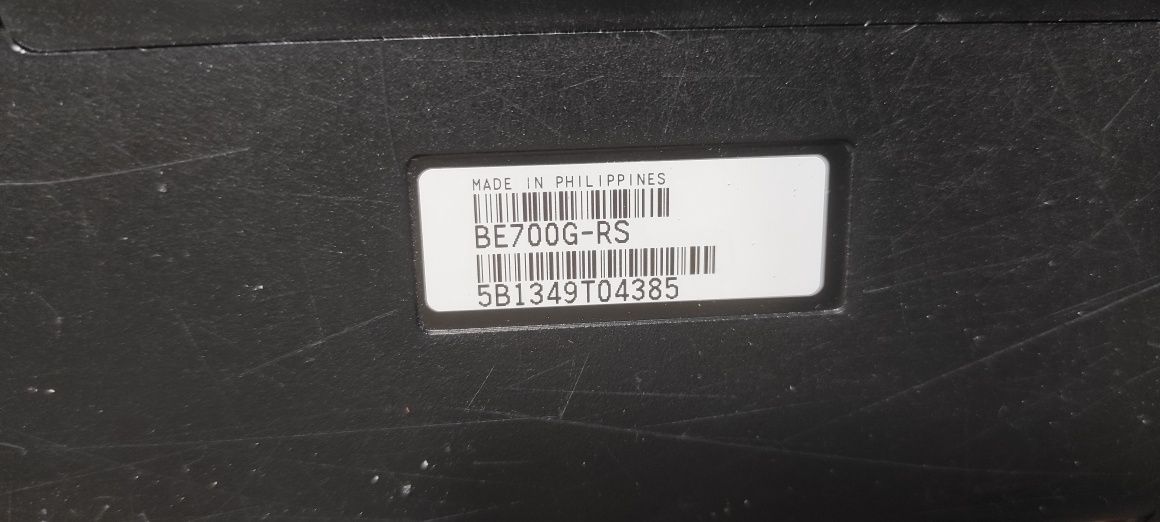 MADE IN PHILIPPINES
BE700G-RS
5B1349T04385